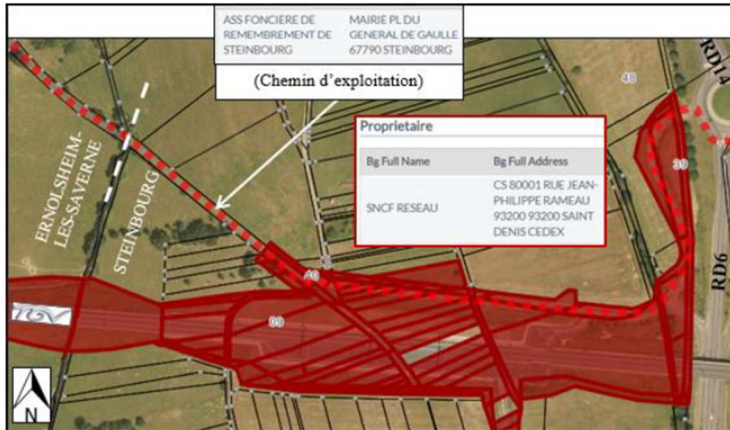 ASS FONCIERE DE REMEMBREMENT DE STEINBOURG
MAIRIE PL DU GENERAL DE GAULLE 67790 STEINBOURG
(Chemin d'exploitation)
Proprietaire
Bg Full Name
Bg Full Address
SNCF RESEAU
CS 80001 RUE JEAN-
PHILIPPE RAMEAU
93200 93200 SAINT
DENIS CEDEX
ERNOLSHEIM-
LES-SAVERNE
STEINBOURG
48
39
RD14
RD6
A0
09
TGV
N